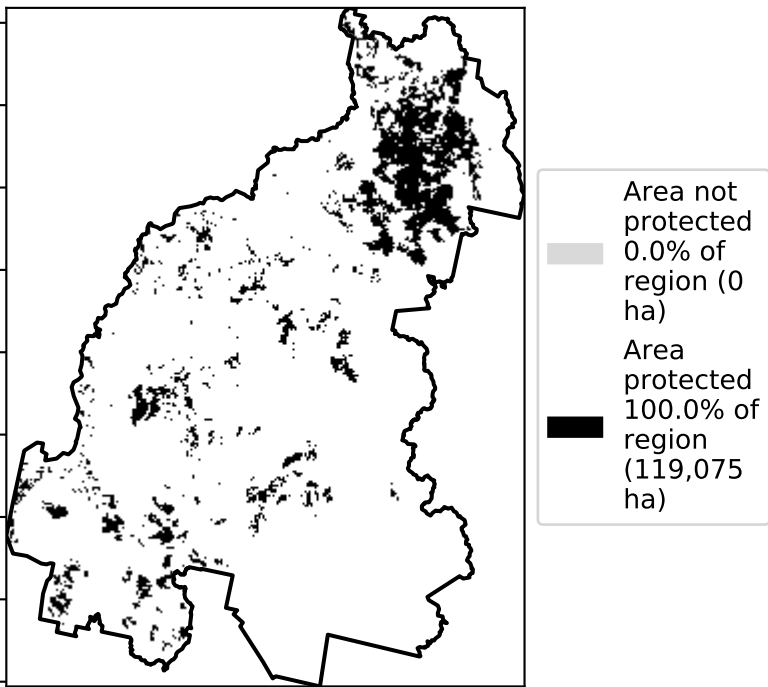 Area not
protected
0.0% of
region (0
ha)
Area
protected
100.0% of
region
(119,075
ha)